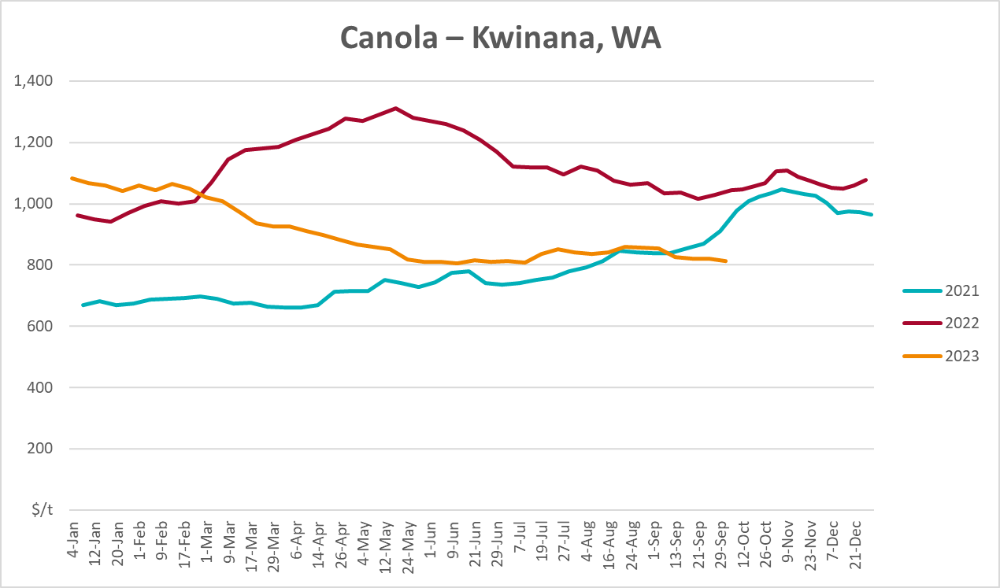 Canola – Kwinana, WA
1,400
1,200
1,000
800
600
400
200
$/t
4-Jan
12-Jan
20-Jan
1-Feb
9-Feb
17-Feb
1-Mar
9-Mar
17-Mar
29-Mar
6-Apr
14-Apr
26-Apr
4-May
12-May
24-May
1-Jun
9-Jun
21-Jun
29-Jun
7-Jul
19-Jul
27-Jul
4-Aug
16-Aug
24-Aug
1-Sep
13-Sep
21-Sep
29-Sep
12-Oct
26-Oct
9-Nov
23-Nov
7-Dec
21-Dec
2021
2022
2023